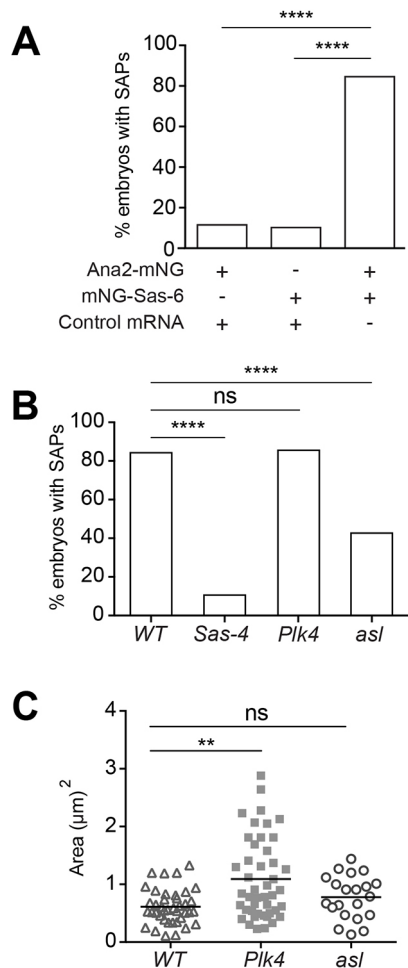 A
****
****
% embryos with SAPs
100
80
60
40
20
0
Ana2-mNG + - +
mNG-Sas-6 - + +
Control mRNA + + -
B
****
ns
****
% embryos with SAPs
100
80
60
40
20
0
WT Sas-4 Plk4 asl
C
ns
**
Area (μm)²
4
3
2
1
0
WT Plk4 asl